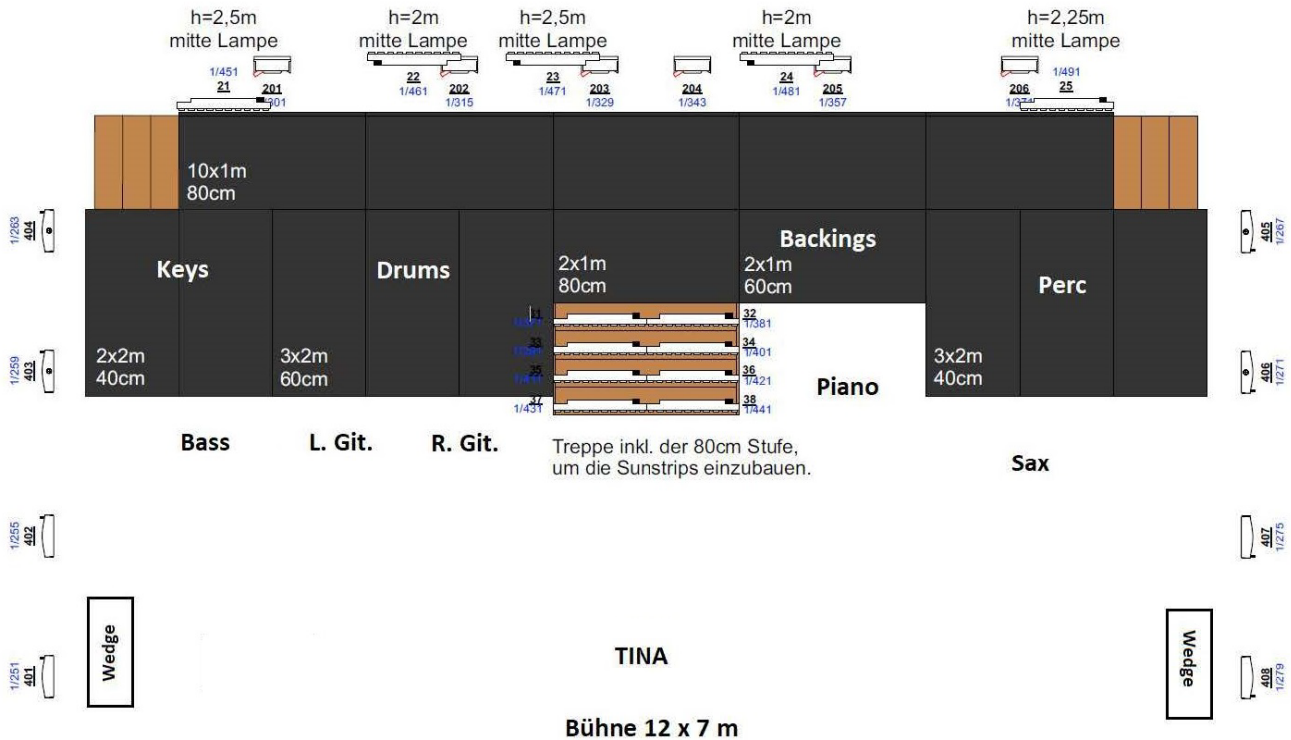 h=2,5m
mitte Lampe
h=2m
mitte Lampe
h=2,5m
mitte Lampe
h=2m
mitte Lampe
h=2,25m
mitte Lampe
1/451
21
201
22
1/461
202
1/315
23
1/471
203
1/329
204
1/343
24
1/481
205
1/357
206
1/491
25
10x1m
80cm
404
1/263
405
1/267
Keys
Drums
Backings
Perc
2x1m
80cm
2x1m
60cm
32
1/381
33
34
1/401
35
36
1/421
37
1/431
38
1/441
403
1/259
406
1/271
2x2m
40cm
3x2m
60cm
Piano
3x2m
40cm
Bass
L. Git.
R. Git.
Treppe inkl. der 80cm Stufe,
um die Sunstrips einzubauen.
Sax
402
1/255
407
1/275
Wedge
Wedge
401
1/251
408
1/279
TINA
Bühne 12 x 7 m